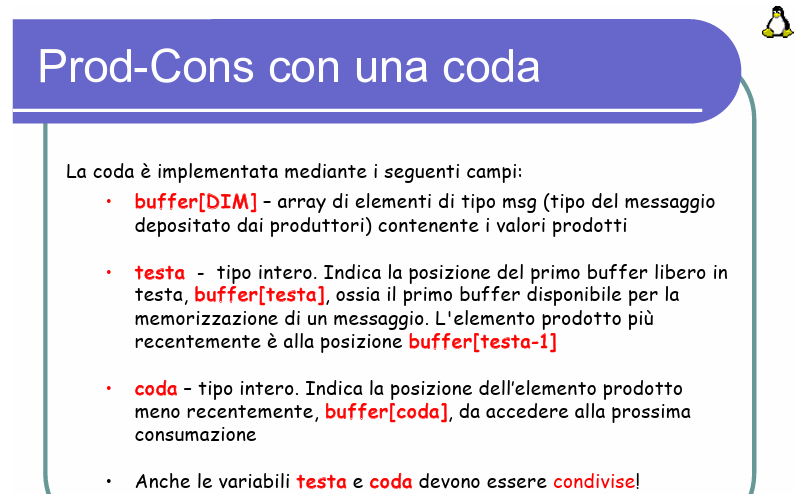 Prod-Cons con una coda
La coda è implementata mediante i seguenti campi:
• buffer[DIM] – array di elementi di tipo msg (tipo del messaggio
depositato dai produttori) contenente i valori prodotti
• testa - tipo intero. Indica la posizione del primo buffer libero in
testa, buffer[testa], ossia il primo buffer disponibile per la
memorizzazione di un messaggio. L'elemento prodotto più
recentemente è alla posizione buffer[testa-1]
• coda – tipo intero. Indica la posizione dell’elemento prodotto
meno recentemente, buffer[coda], da accedere alla prossima
consumazione
• Anche le variabili testa e coda devono essere condivise!